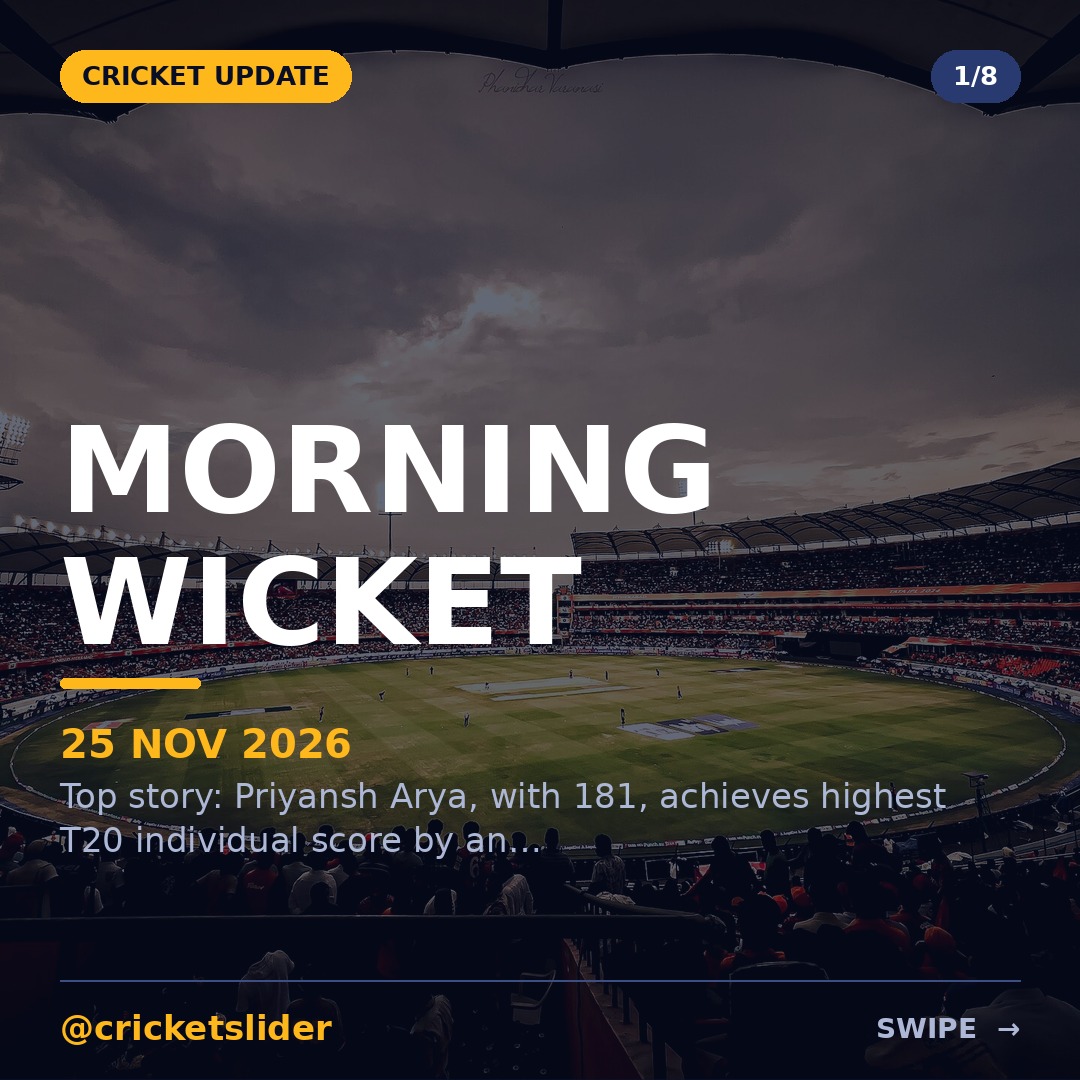 CRICKET UPDATE
1/8
MORNING
WICKET
25 NOV 2026
Top story: Priyansh Arya, with 181, achieves highest
T20 individual score by an...
@cricketslider
SWIPE →